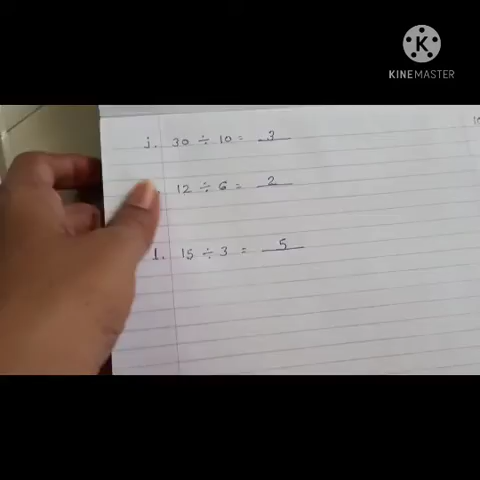 K
KINEMASTER
j. 30 ÷ 10 = 3
12 ÷ 6 = 2
l. 15 ÷ 3 = 5